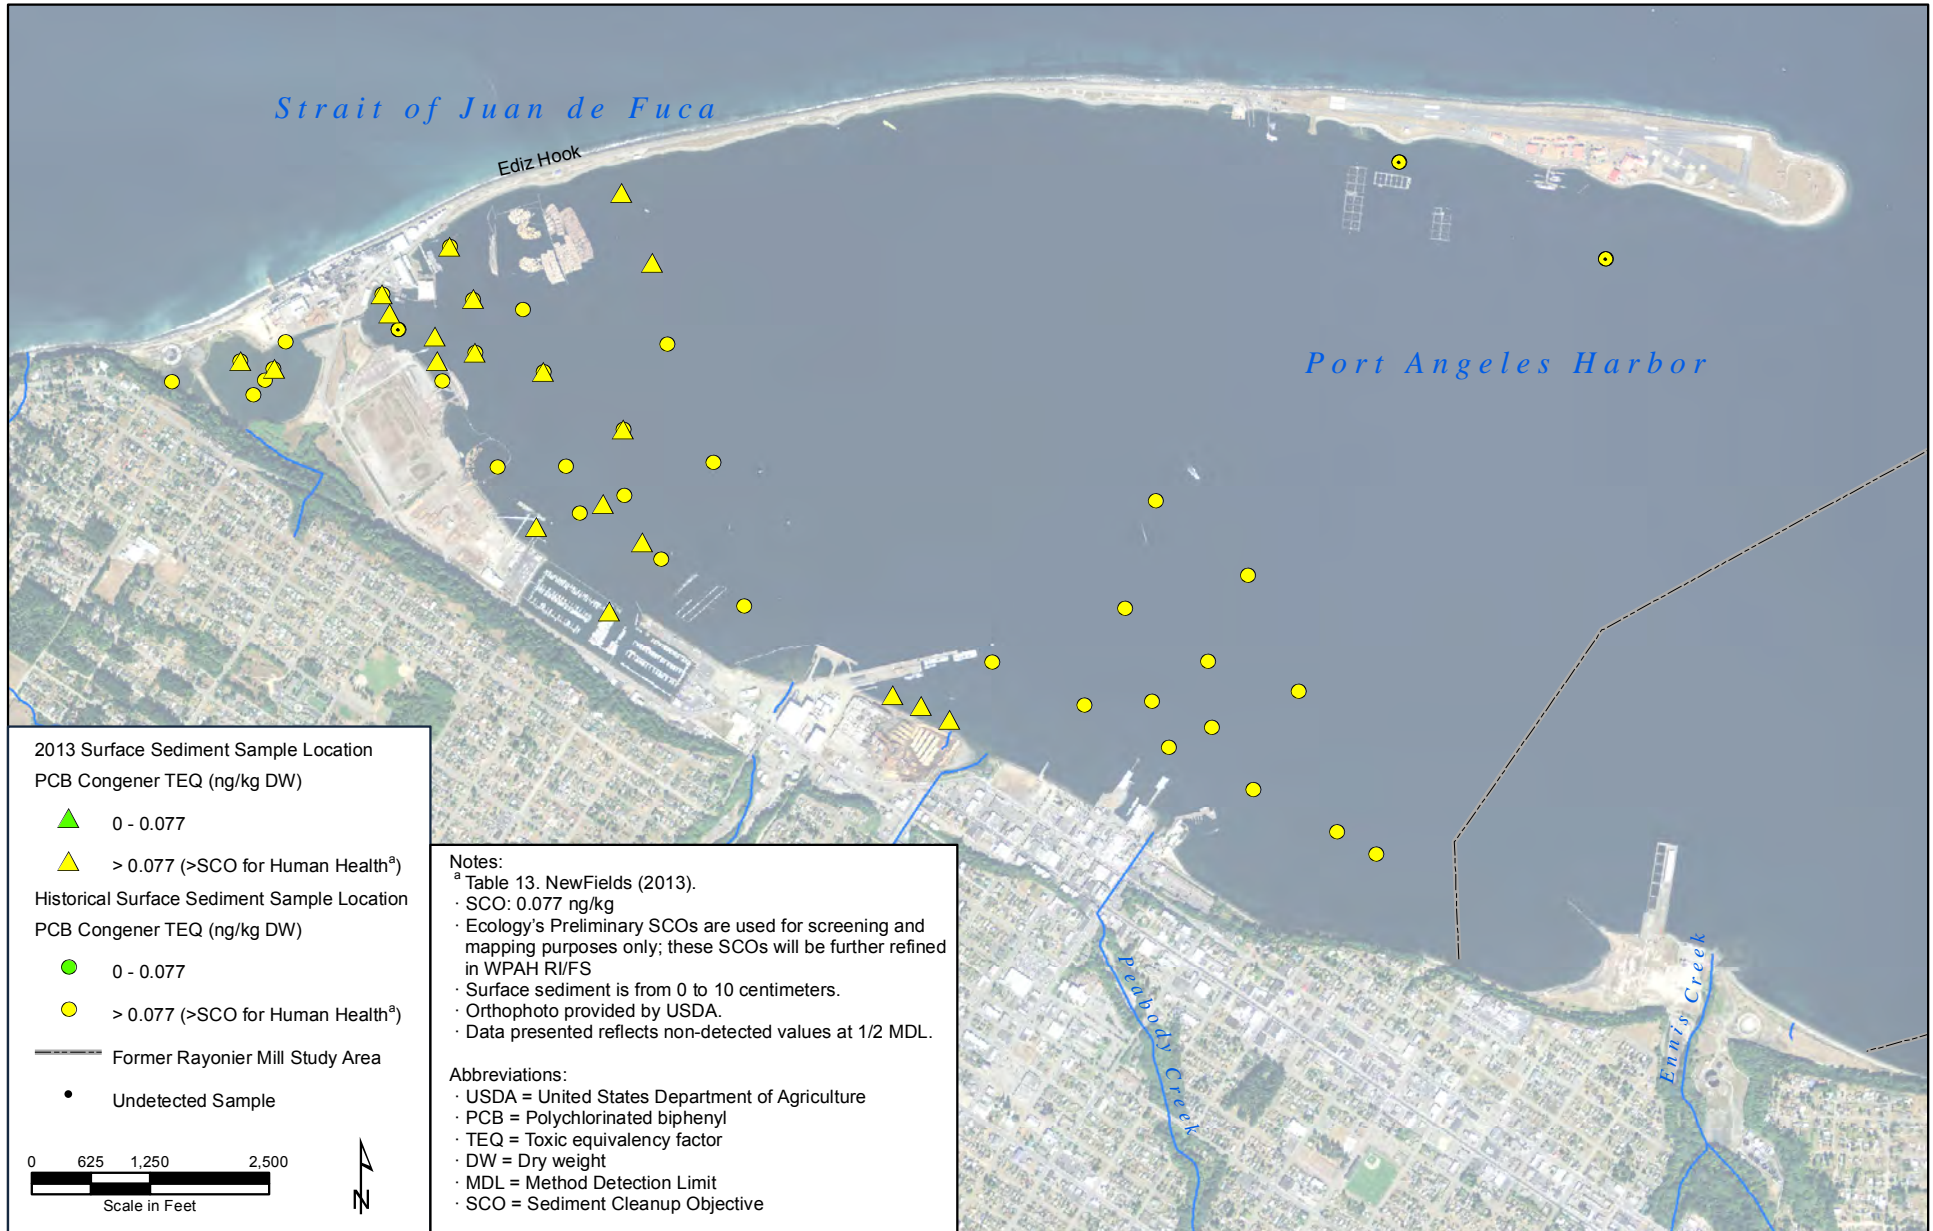 Strait of Juan de Fuca
Ediz Hook
Port Angeles Harbor
Peabody Creek
Ennis Creek
2013 Surface Sediment Sample Location
PCB Congener TEQ (ng/kg DW)
0 - 0.077
> 0.077 (>SCO for Human Healthᵃ)
Historical Surface Sediment Sample Location
PCB Congener TEQ (ng/kg DW)
0 - 0.077
> 0.077 (>SCO for Human Healthᵃ)
Former Rayonier Mill Study Area
Undetected Sample
0 625 1,250 2,500
Scale in Feet
N
Notes:
ᵃ Table 13. NewFields (2013).
· SCO: 0.077 ng/kg
· Ecology's Preliminary SCOs are used for screening and
mapping purposes only; these SCOs will be further refined
in WPAH RI/FS
· Surface sediment is from 0 to 10 centimeters.
· Orthophoto provided by USDA.
· Data presented reflects non-detected values at 1/2 MDL.
Abbreviations:
· USDA = United States Department of Agriculture
· PCB = Polychlorinated biphenyl
· TEQ = Toxic equivalency factor
· DW = Dry weight
· MDL = Method Detection Limit
· SCO = Sediment Cleanup Objective